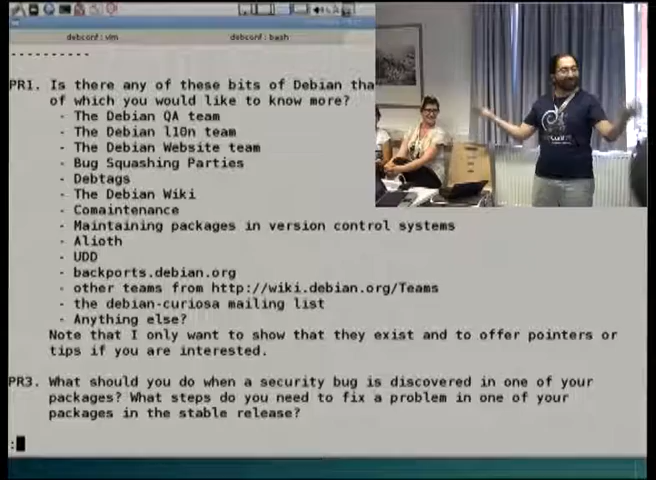 debconf : vim
debconf : bash
----------
PR1. Is there any of these bits of Debian tha
of which you would like to know more?
- The Debian QA team
- The Debian l10n team
- The Debian Website team
- Bug Squashing Parties
- Debtags
- The Debian Wiki
- Comaintenance
- Maintaining packages in version control systems
- Alioth
- UDD
- backports.debian.org
- other teams from http://wiki.debian.org/Teams
- the debian-curiosa mailing list
- Anything else?
Note that I only want to show that they exist and to offer pointers or
tips if you are interested.
PR3. What should you do when a security bug is discovered in one of your
packages? What steps do you need to fix a problem in one of your
packages in the stable release?
: